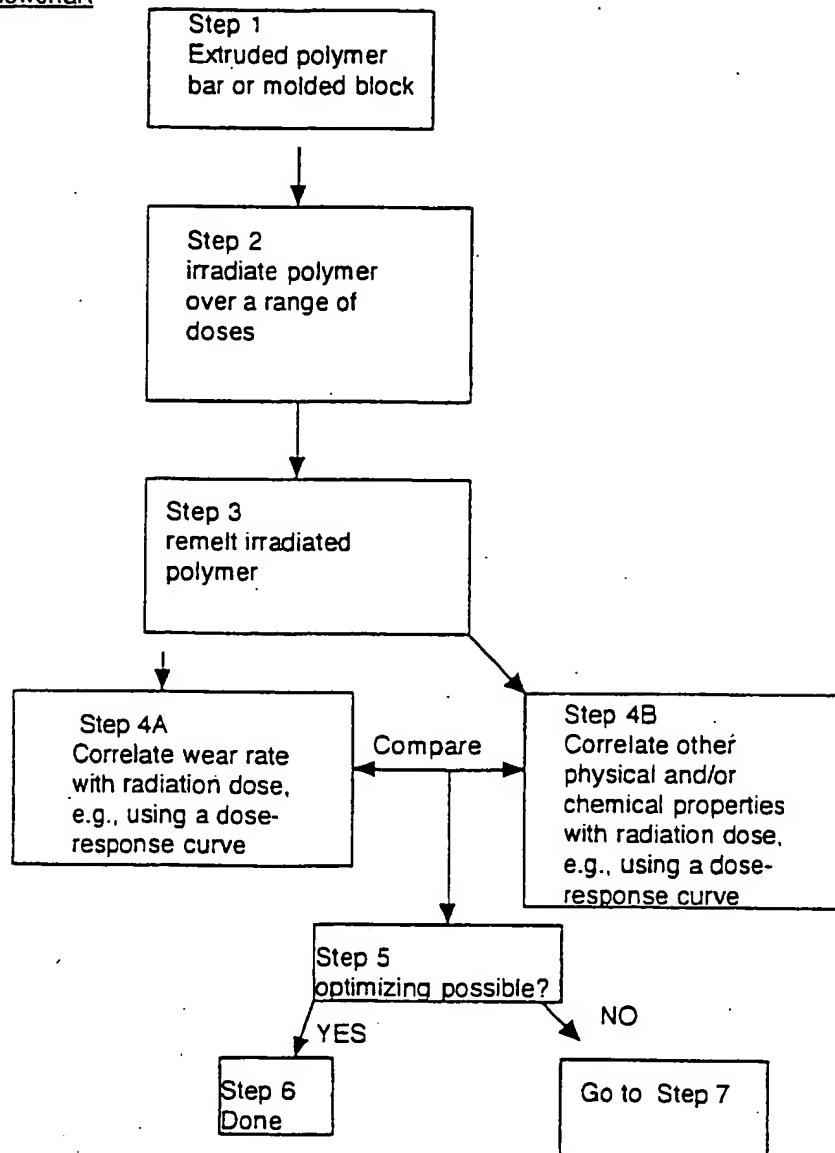 Step 1
Extruded polymer
bar or molded block
Step 2
irradiate polymer
over a range of
doses
Step 3
remelt irradiated
polymer
Step 4A
Correlate wear rate
with radiation dose,
e.g., using a dose-
response curve
Compare
Step 4B
Correlate other
physical and/or
chemical properties
with radiation dose,
e.g., using a dose-
response curve
Step 5
optimizing possible?
YES
NO
Step 6
Done
Go to Step 7